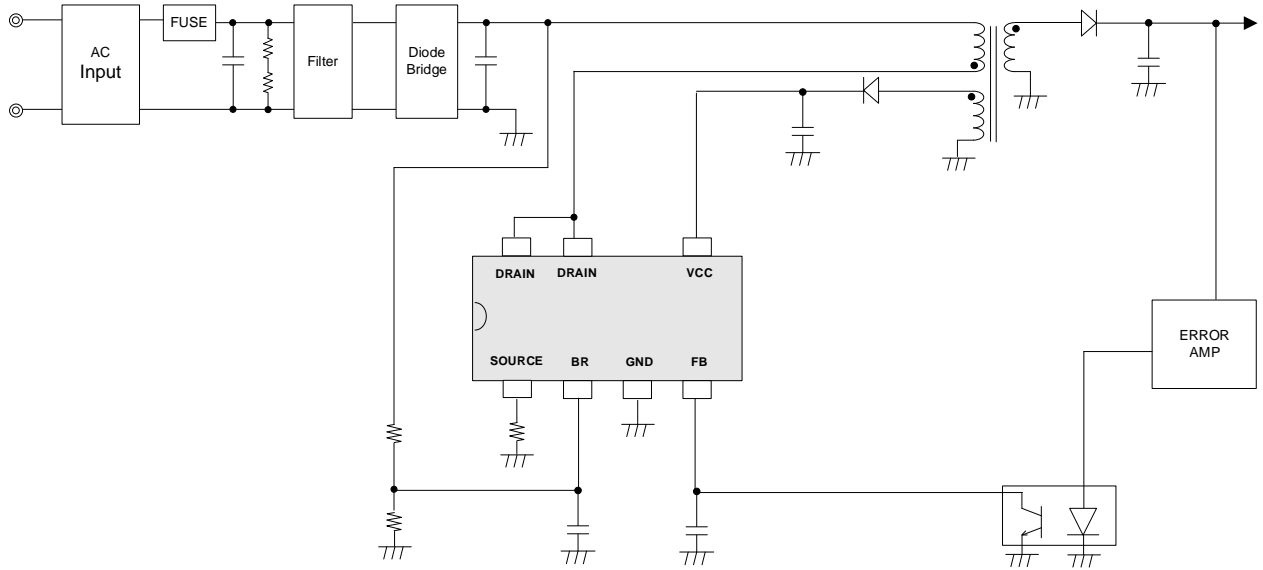 FUSE
AC
Input
Filter
Diode
Bridge
DRAIN
DRAIN
VCC
SOURCE
BR
GND
FB
ERROR
AMP